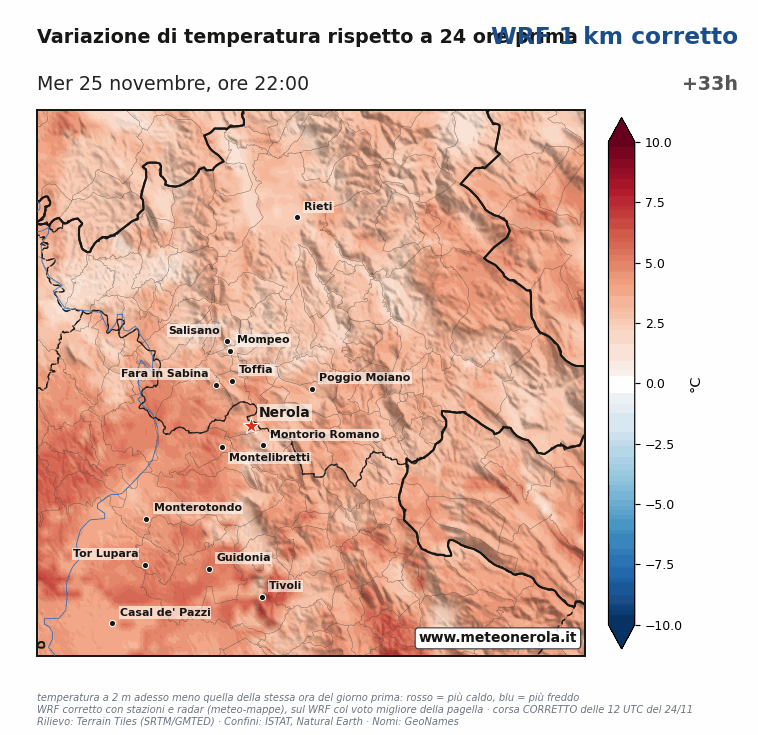 Variazione di temperatura rispetto a 24 ore prima
WRF 1 km corretto
Mer 25 novembre, ore 22:00
+33h
Rieti
Salisano
Mompeo
Toffia
Fara in Sabina
Poggio Moiano
Nerola
Montorio Romano
Montelibretti
Monterotondo
Tor Lupara
Guidonia
Tivoli
Casal de' Pazzi
www.meteonerola.it
10.0
7.5
5.0
2.5
0.0
−2.5
−5.0
−7.5
−10.0
°C
temperatura a 2 m adesso meno quella della stessa ora del giorno prima: rosso = più caldo, blu = più freddo
WRF corretto con stazioni e radar (meteo-mappe), sul WRF col voto migliore della pagella · corsa CORRETTO delle 12 UTC del 24/11
Rilievo: Terrain Tiles (SRTM/GMTED) · Confini: ISTAT, Natural Earth · Nomi: GeoNames